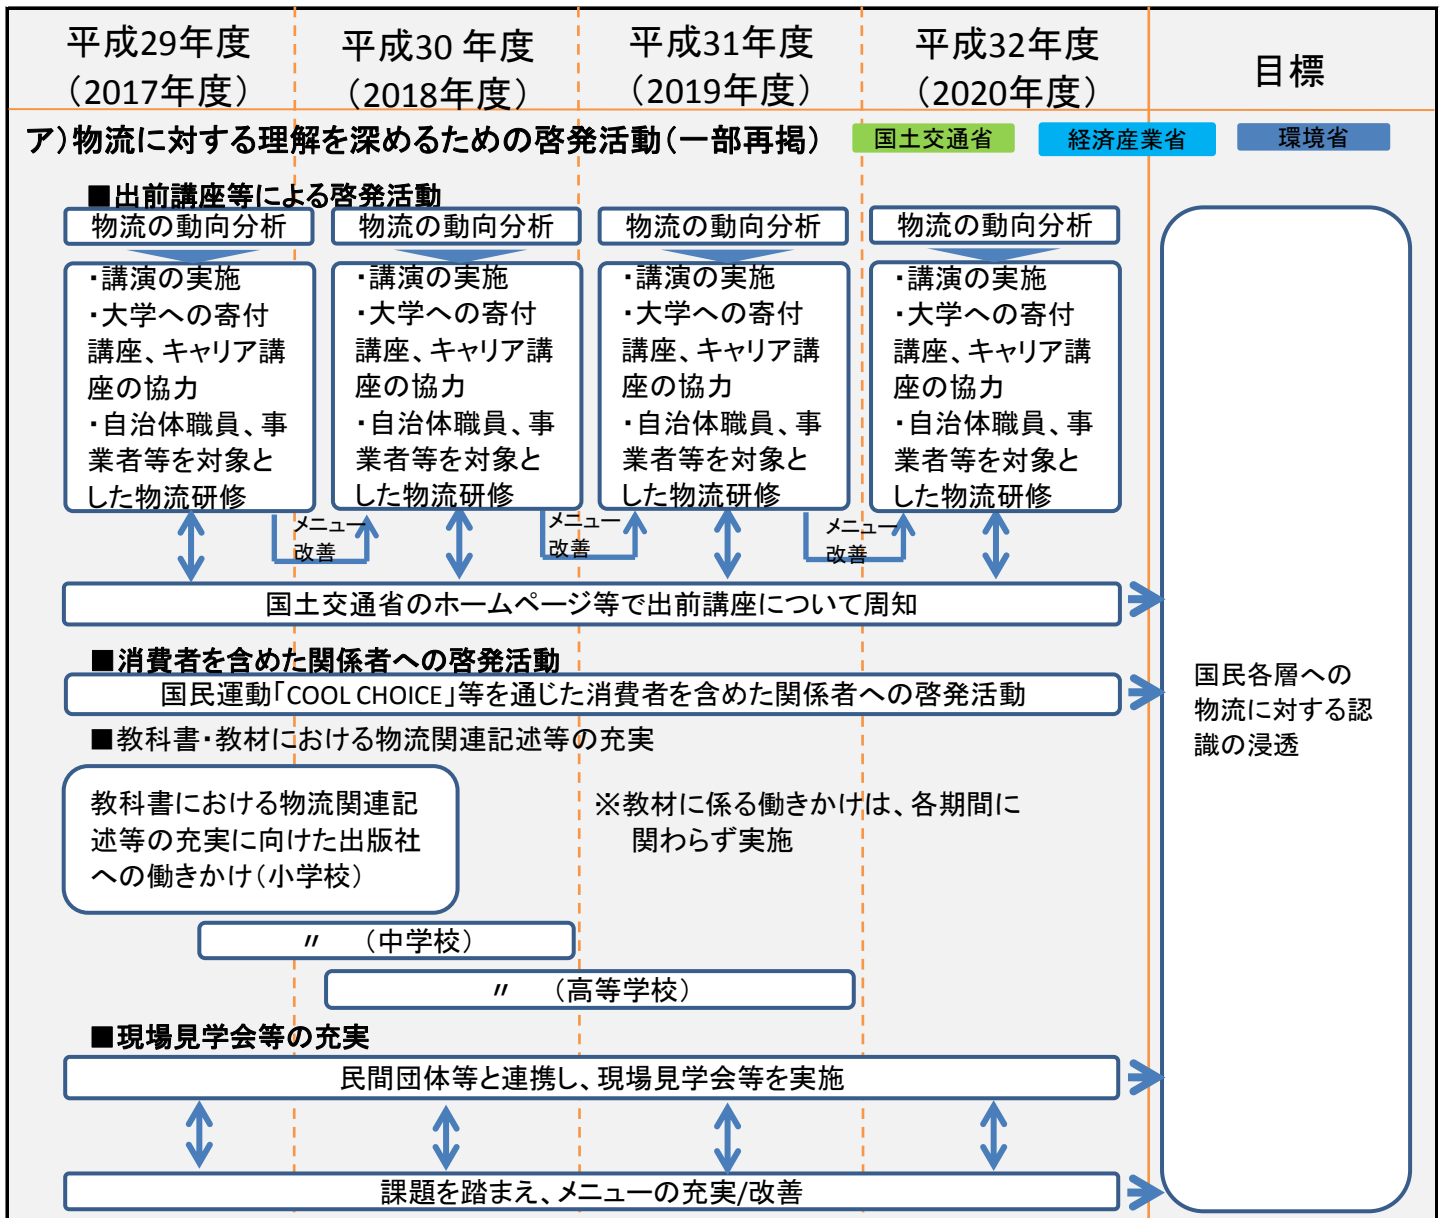 平成29年度
（2017年度）
平成30 年度
（2018年度）
平成31年度
（2019年度）
平成32年度
（2020年度）
目標
ア）物流に対する理解を深めるための啓発活動（一部再掲）
国土交通省
経済産業省
環境省
■出前講座等による啓発活動
物流の動向分析
物流の動向分析
物流の動向分析
物流の動向分析
・講演の実施
・大学への寄付
講座、キャリア講
座の協力
・自治体職員、事
業者等を対象と
した物流研修
・講演の実施
・大学への寄付
講座、キャリア講
座の協力
・自治体職員、事
業者等を対象と
した物流研修
・講演の実施
・大学への寄付
講座、キャリア講
座の協力
・自治体職員、事
業者等を対象と
した物流研修
・講演の実施
・大学への寄付
講座、キャリア講
座の協力
・自治体職員、事
業者等を対象と
した物流研修
メニュー
改善
メニュー
改善
メニュー
改善
国土交通省のホームページ等で出前講座について周知
■消費者を含めた関係者への啓発活動
国民運動「COOL CHOICE」等を通じた消費者を含めた関係者への啓発活動
■教科書・教材における物流関連記述等の充実
教科書における物流関連記
述等の充実に向けた出版社
への働きかけ（小学校）
※教材に係る働きかけは、各期間に
関わらず実施
〃 （中学校）
〃 （高等学校）
■現場見学会等の充実
民間団体等と連携し、現場見学会等を実施
課題を踏まえ、メニューの充実/改善
国民各層への
物流に対する認
識の浸透